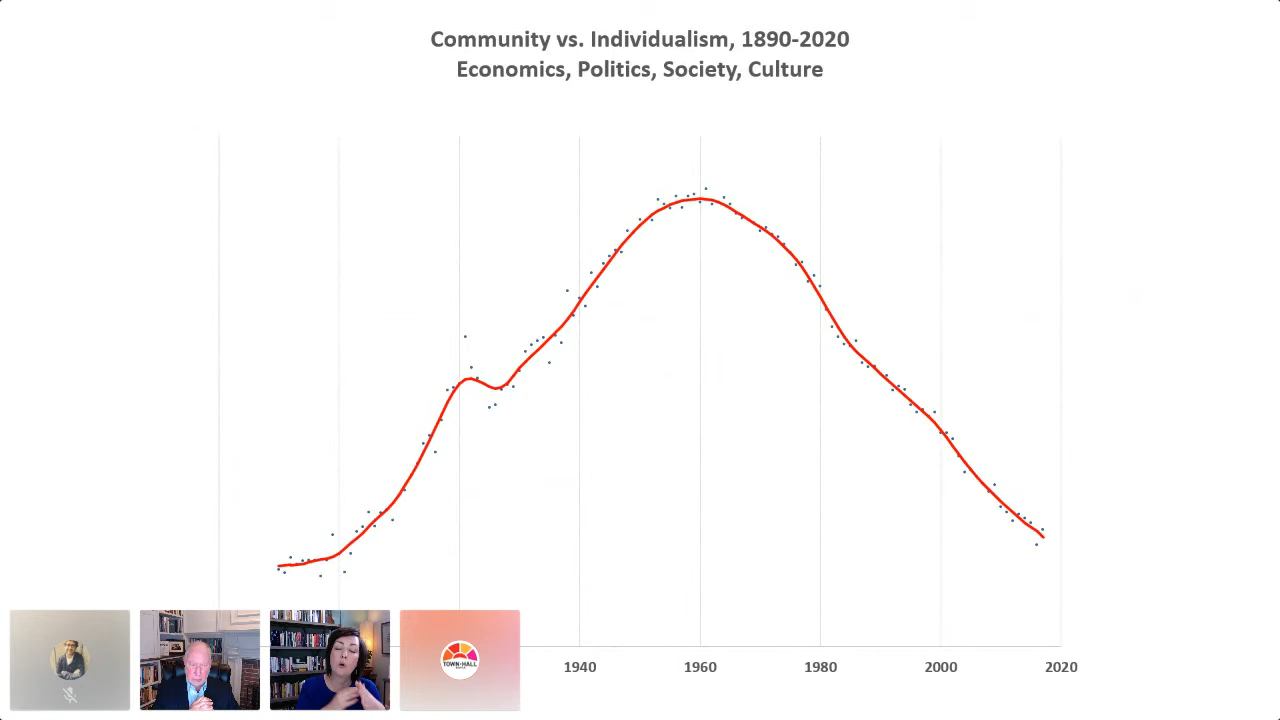 Community vs. Individualism, 1890-2020
Economics, Politics, Society, Culture
1940 1960 1980 2000 2020
TOWN HALL